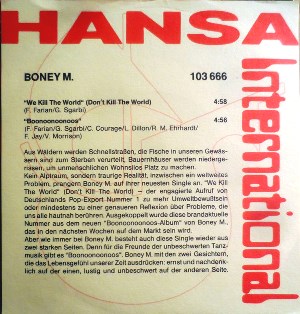 HANSA
International
BONEY M. 103 666
"We Kill The World" (Don't Kill The World) 4:58
(F. Farian/G. Sgarbi)
"Boonoonoonoos" 4:56
(F. Farian/G. Sgarbi/C. Courage/L. Dillon/R. M. Ehrhardt/
F. Jay/V. Morrison)
Aus Wäldern werden Schnellstraßen, die Fische in unseren Gewäs-
sern sind zum Sterben verurteilt, Bauernhäuser werden niederge-
rissen, um unmenschlichen Wohnsilos Platz zu machen.
Kein Alptraum, sondern traurige Realität, inzwischen ein weltweites
Problem, prangern Boney M. auf ihrer neuesten Single an. "We Kill
The World" (Don't Kill The World) – der engagierte Aufruf von
Deutschlands Pop-Export-Nummer 1 zu mehr Umweltbewußtsein
oder mindestens zu einer genaueren Reflexion über Probleme, die
uns alle hautnah berühren. Ausgekoppelt wurde diese brandaktuelle
Nummer aus dem neuen "Boonoonoonoos-Album" von Boney M.,
das in den nächsten Wochen auf dem Markt sein wird.
Aber wie immer bei Boney M. besteht auch diese Single wieder aus
zwei starken Seiten. Denn für die Freunde der unbeschwerten Tanz-
musik gibt es "Boonoonoonoos". Boney M. mit den zwei Gesichtern,
die das Lebensgefühl unserer Zeit ausdrücken: ernst und nachdenk-
lich auf der einen, lustig und unbeschwert auf der anderen Seite.